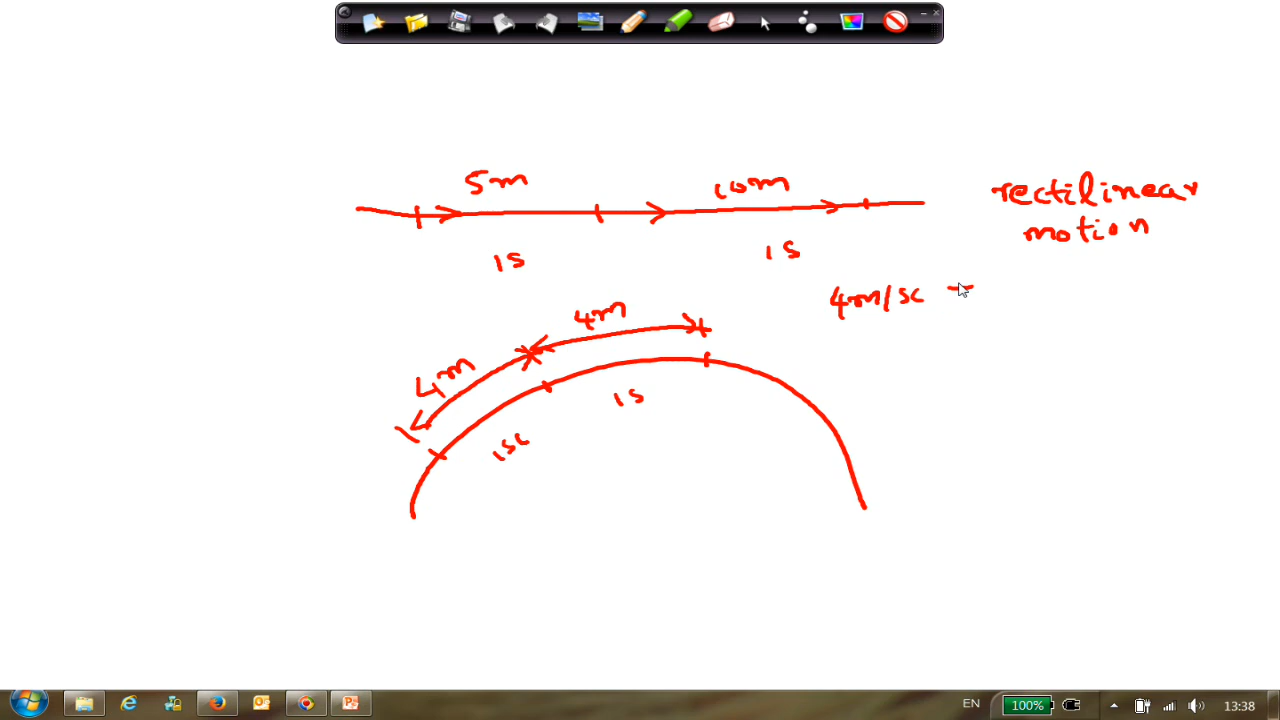 5m
10m
rectilinear
motion
1s
1s
4m/sc
4m
4m
1s
1sc
EN
100%
13:38